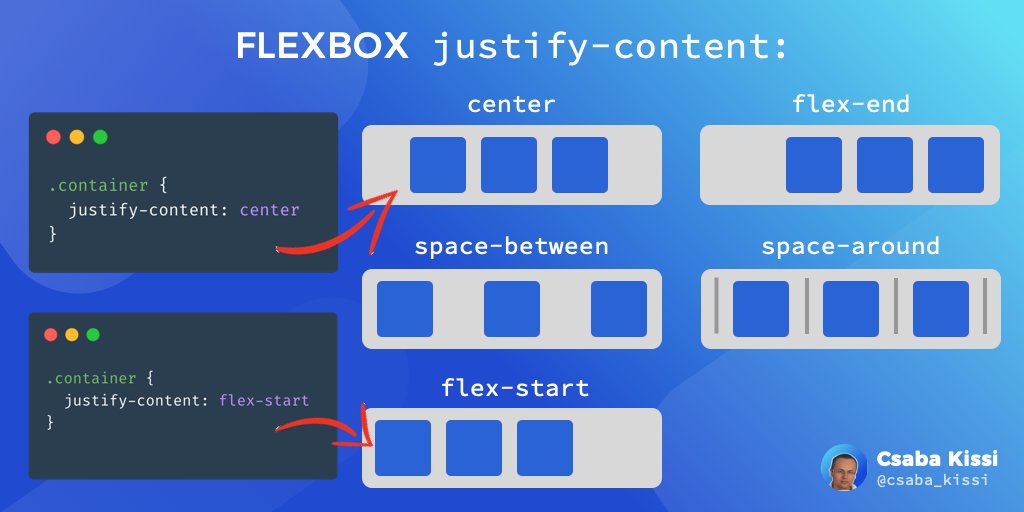 FLEXBOX justify-content:
.container {
justify-content: center
}
.container {
justify-content: flex-start
}
center
flex-end
space-between
space-around
flex-start
Csaba Kissi
@csaba_kissi